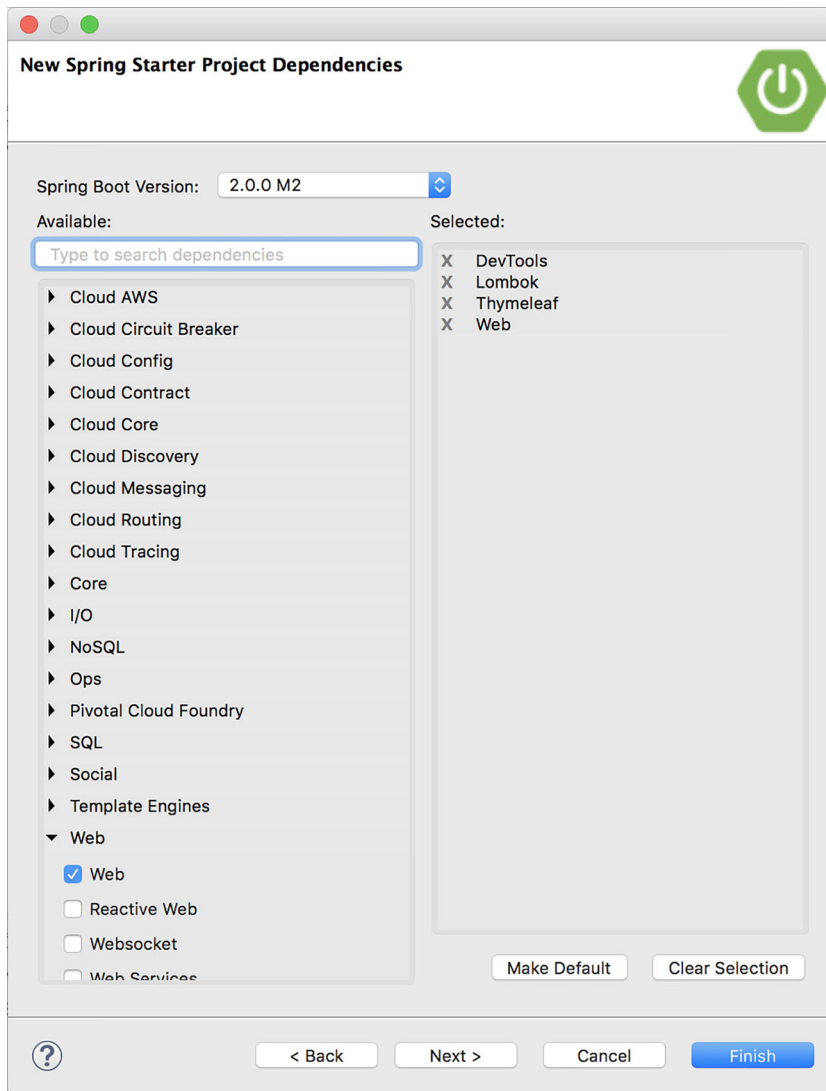 New Spring Starter Project Dependencies
Spring Boot Version: 2.0.0 M2
Available:
Type to search dependencies
Cloud AWS
Cloud Circuit Breaker
Cloud Config
Cloud Contract
Cloud Core
Cloud Discovery
Cloud Messaging
Cloud Routing
Cloud Tracing
Core
I/O
NoSQL
Ops
Pivotal Cloud Foundry
SQL
Social
Template Engines
Web
Web
Reactive Web
Websocket
Web Services
Selected:
X DevTools
X Lombok
X Thymeleaf
X Web
Make Default Clear Selection
? < Back Next > Cancel Finish